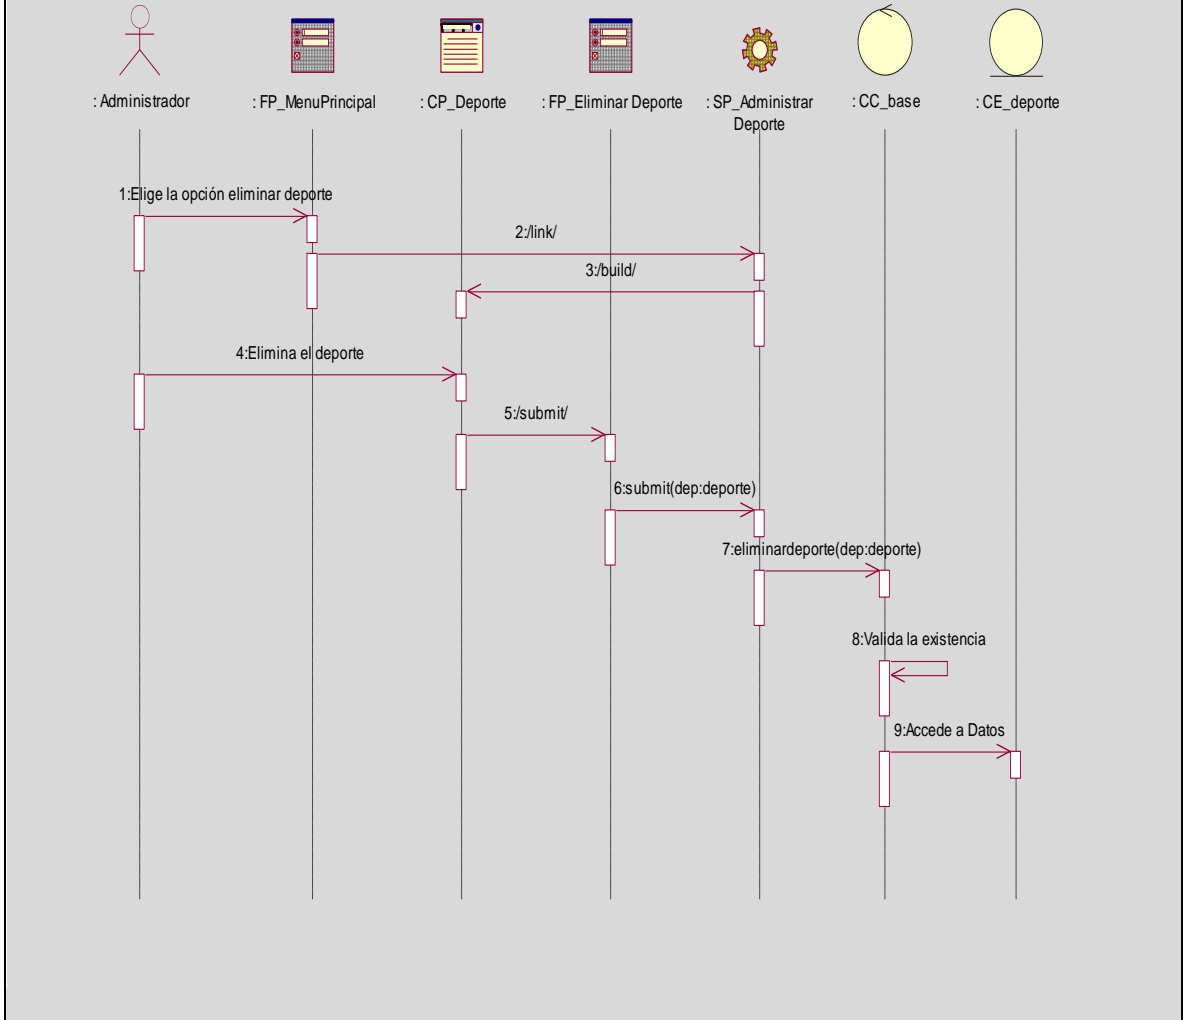 : Administrador
: FP_MenuPrincipal
: CP_Deporte
: FP_Eliminar Deporte
: SP_Administrar
Deporte
: CC_base
: CE_deporte
1:Elige la opción eliminar deporte
2:/link/
3:/build/
4:Elimina el deporte
5:/submit/
6:submit(dep:deporte)
7:eliminardeporte(dep:deporte)
8:Valida la existencia
9:Accede a Datos